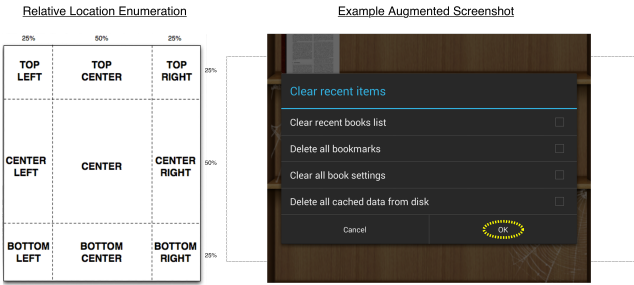 Relative Location Enumeration
25% 50% 25%
TOP LEFT
TOP CENTER
TOP RIGHT
25%
CENTER LEFT
CENTER
CENTER RIGHT
50%
BOTTOM LEFT
BOTTOM CENTER
BOTTOM RIGHT
25%
Example Augmented Screenshot
Clear recent items
Clear recent books list
Delete all bookmarks
Clear all book settings
Delete all cached data from disk
Cancel OK